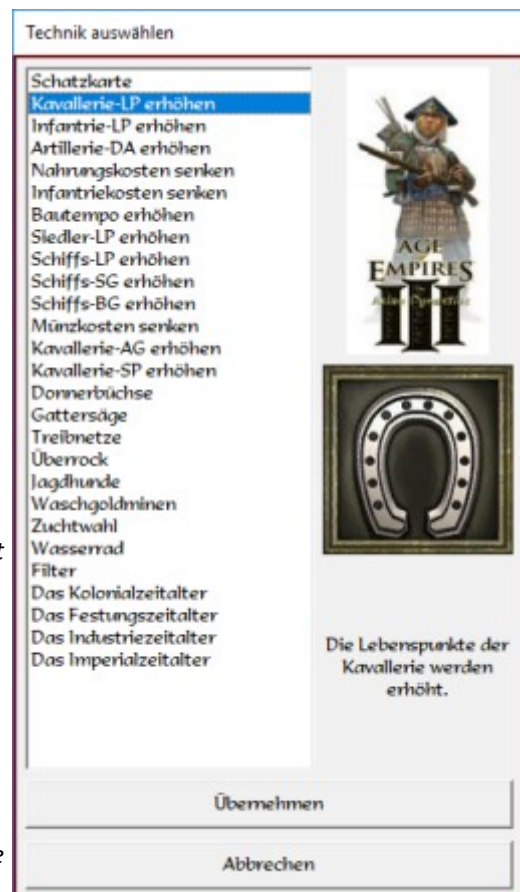 Technik auswählen
Schatzkarte
Kavallerie-LP erhöhen
Infantrie-LP erhöhen
Artillerie-DA erhöhen
Nahrungskosten senken
Infantriekosten senken
Bautempo erhöhen
Siedler-LP erhöhen
Schiffs-LP erhöhen
Schiffs-SG erhöhen
Schiffs-BG erhöhen
Münzkosten senken
Kavallerie-AG erhöhen
Kavallerie-SP erhöhen
Donnerbüchse
Gattersäge
Treibnetze
Überrock
Jagdhunde
Waschgoldminen
Zuchtwahl
Wasserrad
Filter
Das Kolonialzeitalter
Das Festungszeitalter
Das Industriezeitalter
Das Imperialzeitalter
AGE
EMPIRES
III
Die Lebenspunkte der
Kavallerie werden
erhöht.
Übernehmen
Abbrechen